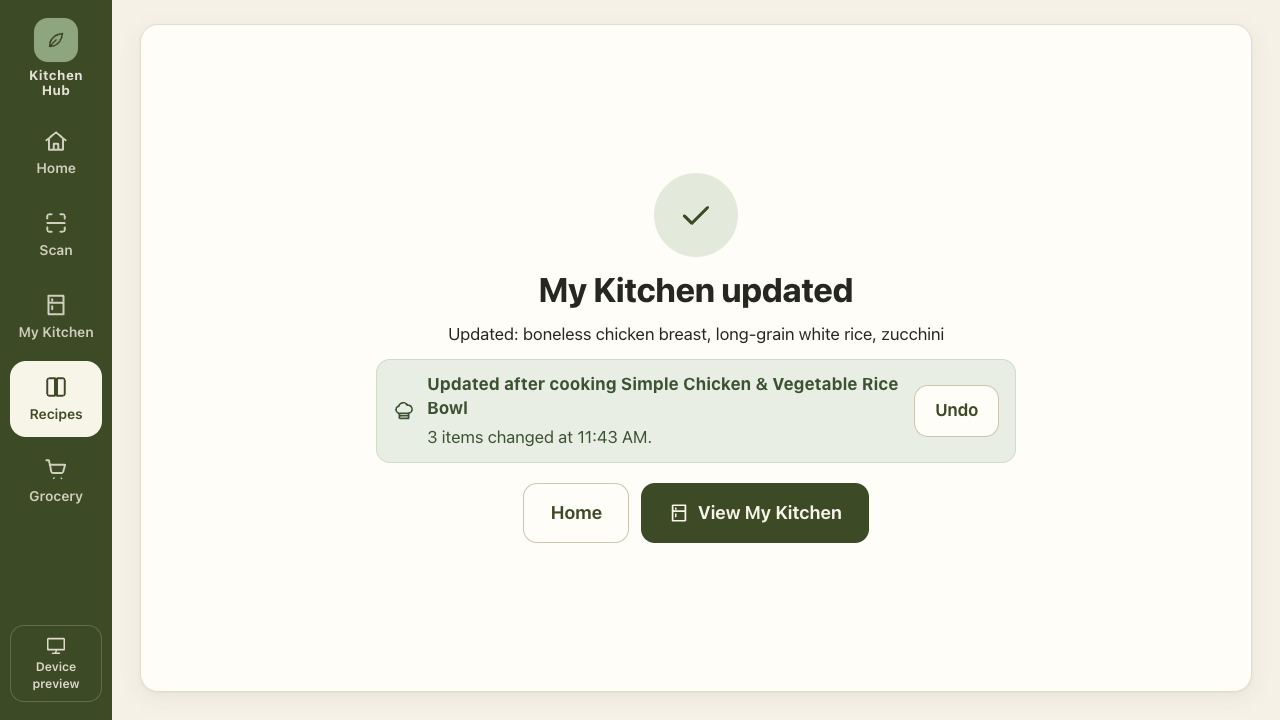 Kitchen
Hub
Home
Scan
My Kitchen
Recipes
Grocery
Device
preview
My Kitchen updated
Updated: boneless chicken breast, long-grain white rice, zucchini
Updated after cooking Simple Chicken & Vegetable Rice
Bowl
3 items changed at 11:43 AM.
Undo
Home
View My Kitchen